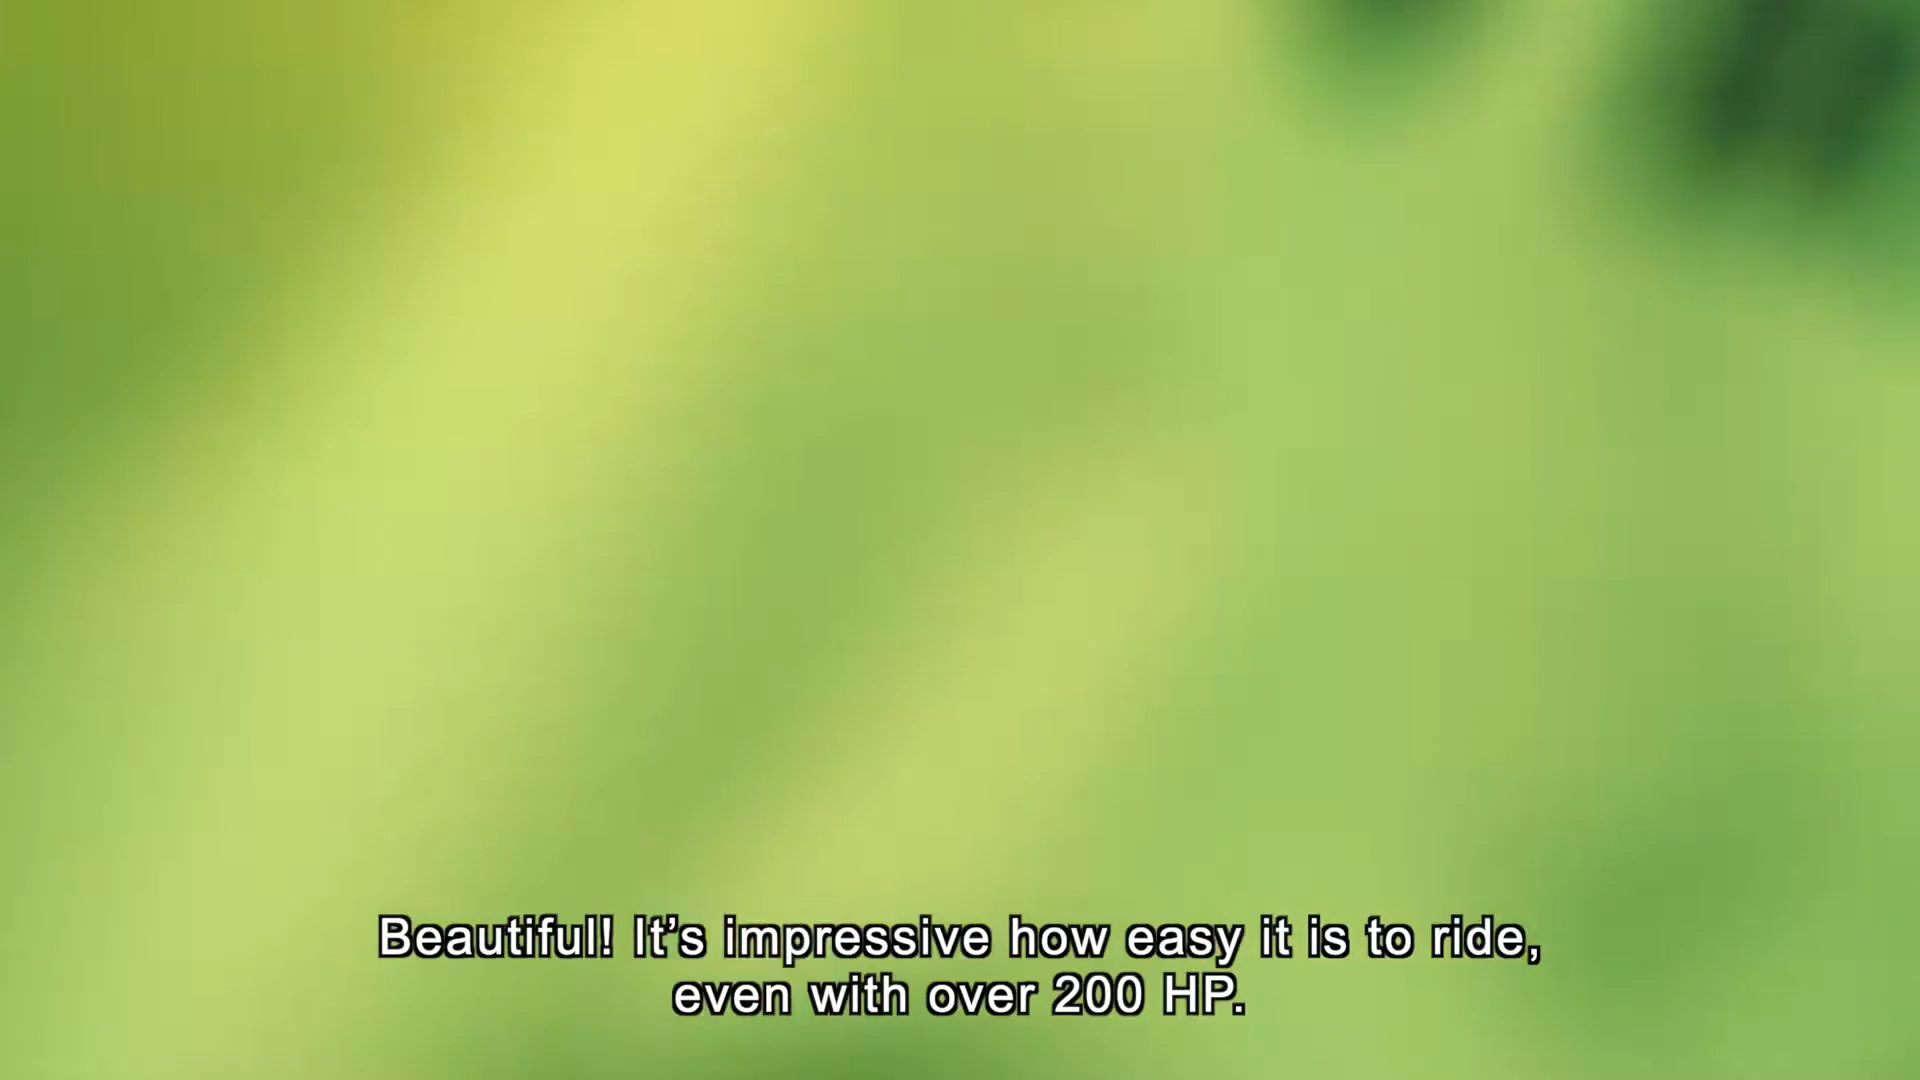 Beautiful! It’s impressive how easy it is to ride,
even with over 200 HP.